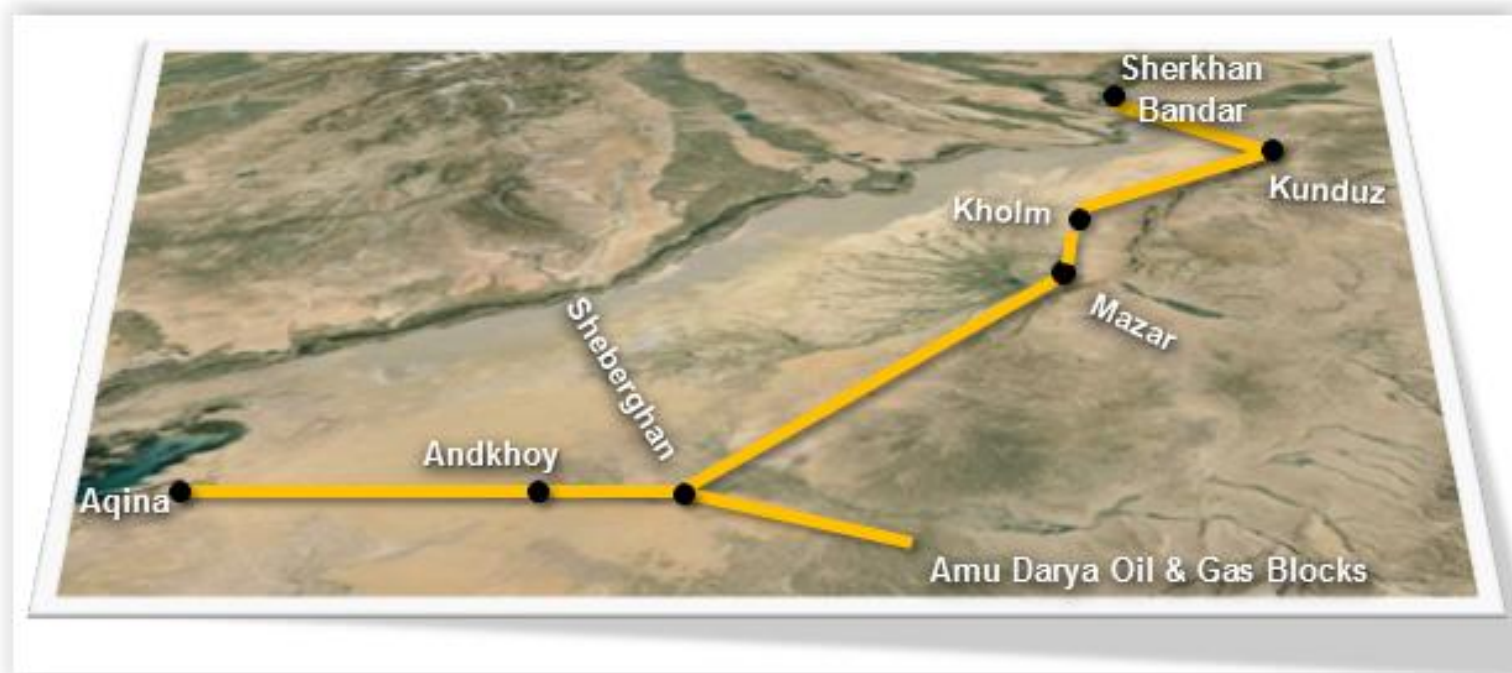 Sherkhan
Bandar
Kunduz
Kholm
Mazar
Sheberghan
Andkhoy
Aqina
Amu Darya Oil & Gas Blocks